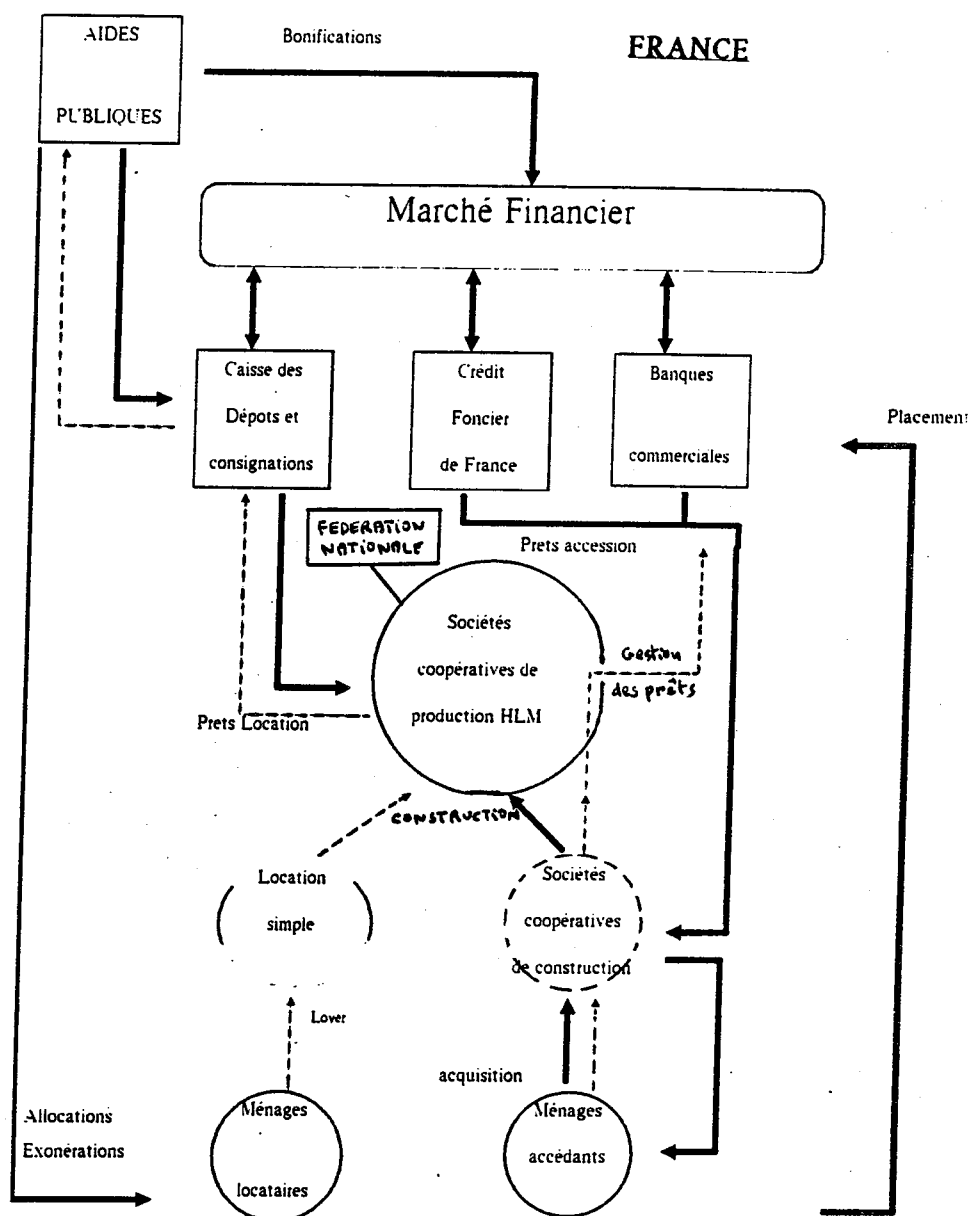 AIDES
PUBLIQUES
Bonifications
FRANCE
Marché Financier
Caisse des
Dépots et
consignations
Crédit
Foncier
de France
Banques
commerciales
Placement
FEDERATION
NATIONALE
Prets accession
Sociétés
coopératives de
production HLM
Gestion
des prêts
Prets Location
CONSTRUCTION
Location
simple
Sociétés
coopératives
de construction
Lover
acquisition
Allocations
Exonérations
Ménages
locataires
Ménages
accédants